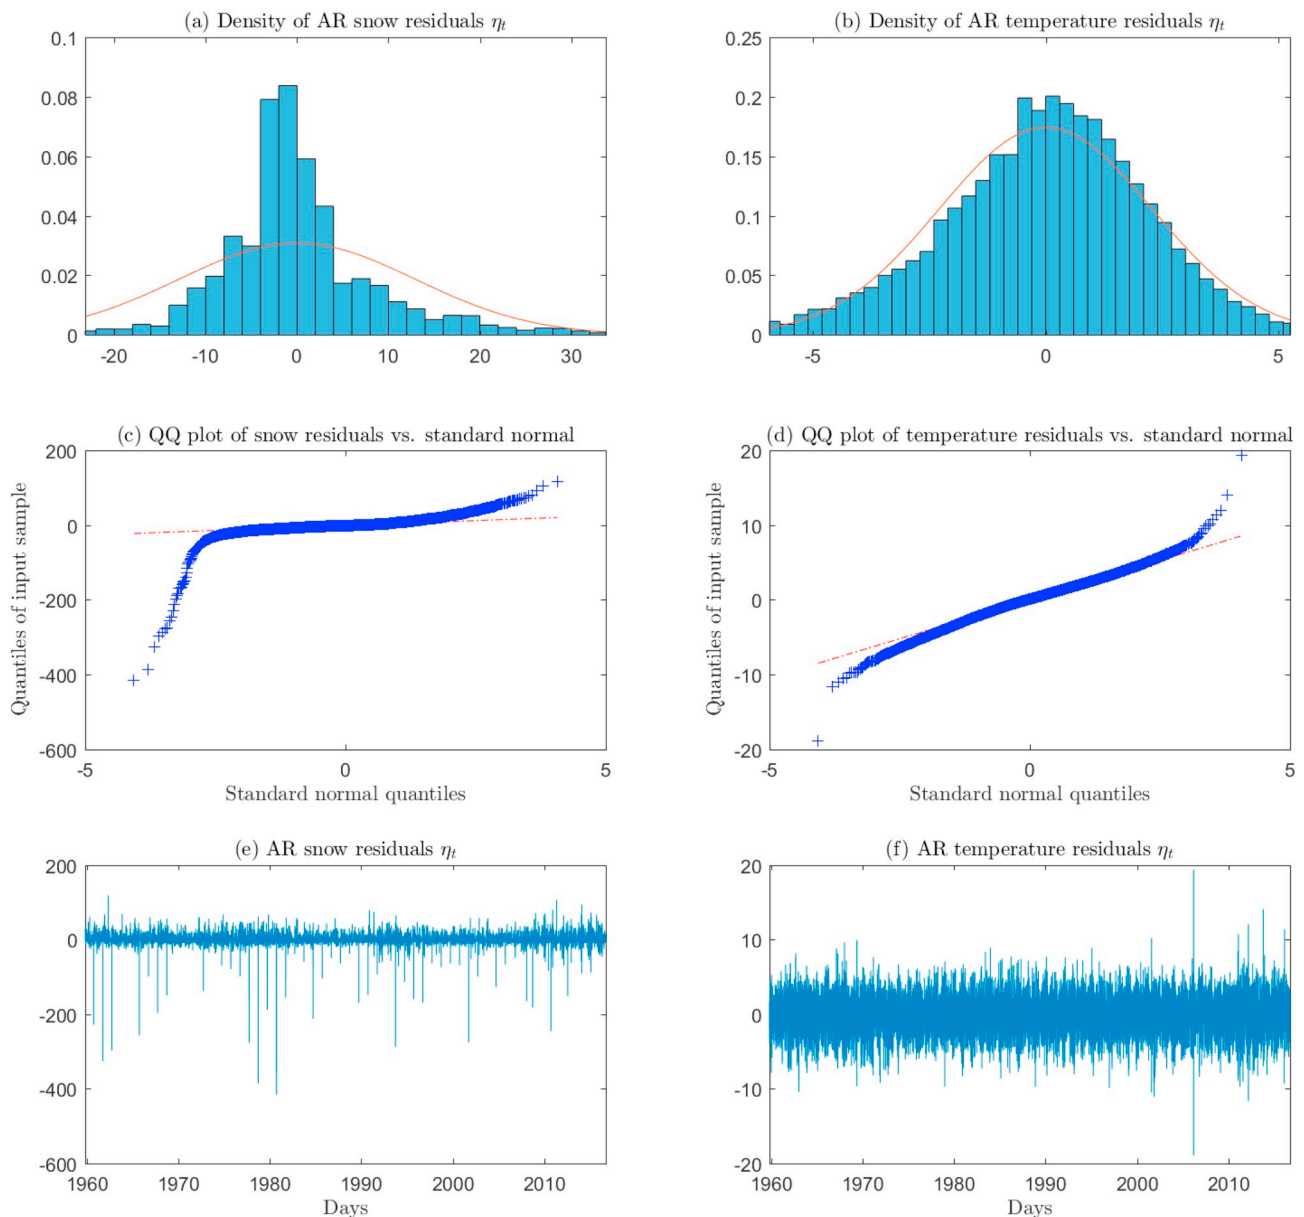 (a) Density of AR snow residuals ηt
0.1
0.08
0.06
0.04
0.02
0
-20 -10 0 10 20 30
(b) Density of AR temperature residuals ηt
0.25
0.2
0.15
0.1
0.05
0
-5 0 5
(c) QQ plot of snow residuals vs. standard normal
Quantiles of input sample
200
0
-200
-400
-600
-5 0 5
Standard normal quantiles
(d) QQ plot of temperature residuals vs. standard normal
Quantiles of input sample
20
10
0
-10
-20
-5 0 5
Standard normal quantiles
(e) AR snow residuals ηt
200
0
-200
-400
-600
1960 1970 1980 1990 2000 2010
Days
(f) AR temperature residuals ηt
20
10
0
-10
-20
1960 1970 1980 1990 2000 2010
Days